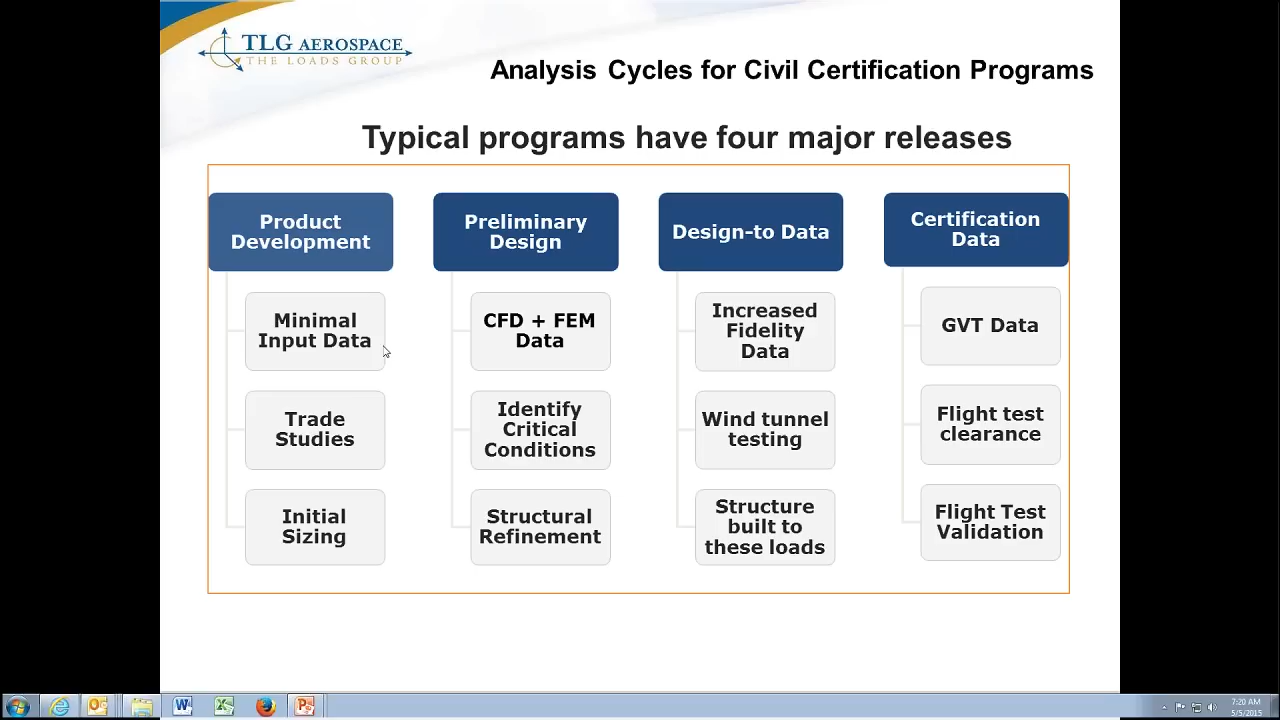 TLG AEROSPACE
THE LOADS GROUP
Analysis Cycles for Civil Certification Programs
Typical programs have four major releases
Product
Development
Minimal
Input Data
Trade
Studies
Initial
Sizing
Preliminary
Design
CFD + FEM
Data
Identify
Critical
Conditions
Structural
Refinement
Design-to Data
Increased
Fidelity
Data
Wind tunnel
testing
Structure
built to
these loads
Certification
Data
GVT Data
Flight test
clearance
Flight Test
Validation
7:20 AM
5/5/2015